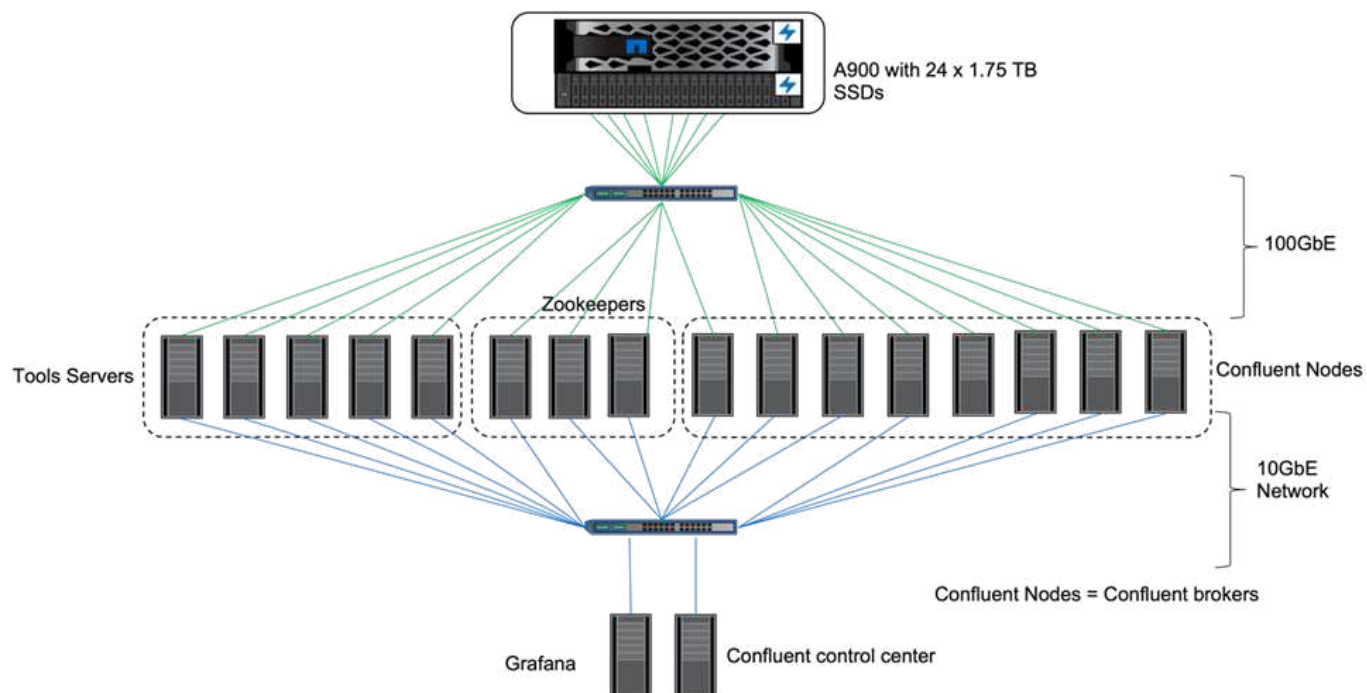 A900 with 24 x 1.75 TB
SSDs
100GbE
Zookeepers
Tools Servers
Confluent Nodes
10GbE
Network
Confluent Nodes = Confluent brokers
Grafana
Confluent control center